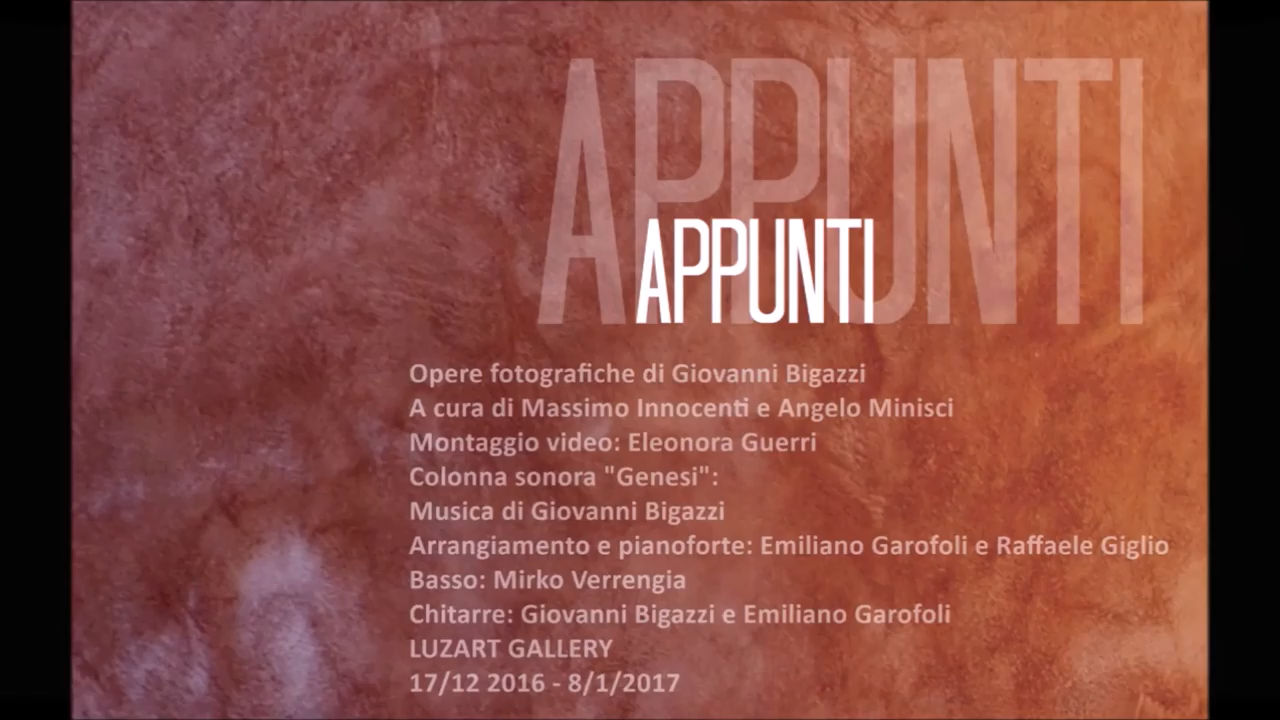 APPUNTI
APPUNTI
Opere fotografiche di Giovanni Bigazzi
A cura di Massimo Innocenti e Angelo Minisci
Montaggio video: Eleonora Guerri
Colonna sonora "Genesi":
Musica di Giovanni Bigazzi
Arrangiamento e pianoforte: Emiliano Garofoli e Raffaele Giglio
Basso: Mirko Verrengia
Chitarre: Giovanni Bigazzi e Emiliano Garofoli
LUZART GALLERY
17/12 2016 - 8/1/2017